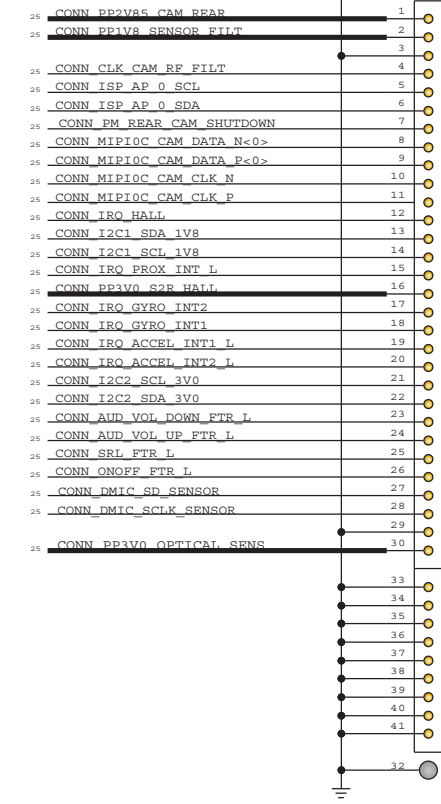 25 CONN_PP2V85_CAM_REAR 1
25 CONN_PP1V8_SENSOR_FILT 2
3
25 CONN_CLK_CAM_RF_FILT 4
25 CONN_ISP_AP_0_SCL 5
25 CONN_ISP_AP_0_SDA 6
25 CONN_PM_REAR_CAM_SHUTDOWN 7
25 CONN_MIPI0C_CAM_DATA_N<0> 8
25 CONN_MIPI0C_CAM_DATA_P<0> 9
25 CONN_MIPI0C_CAM_CLK_N 10
25 CONN_MIPI0C_CAM_CLK_P 11
25 CONN_IRQ_HALL 12
25 CONN_I2C1_SDA_1V8 13
25 CONN_I2C1_SCL_1V8 14
25 CONN_IRQ_PROX_INT_L 15
25 CONN_PP3V0_S2R_HALL 16
25 CONN_IRQ_GYRO_INT2 17
25 CONN_IRQ_GYRO_INT1 18
25 CONN_IRQ_ACCEL_INT1_L 19
25 CONN_IRQ_ACCEL_INT2_L 20
25 CONN_I2C2_SCL_3V0 21
25 CONN_I2C2_SDA_3V0 22
25 CONN_AUD_VOL_DOWN_FTR_L 23
25 CONN_AUD_VOL_UP_FTR_L 24
25 CONN_SRL_FTR_L 25
25 CONN_ONOFF_FTR_L 26
25 CONN_DMIC_SD_SENSOR 27
25 CONN_DMIC_SCLK_SENSOR 28
29
25 CONN_PP3V0_OPTICAL_SENS 30
33
34
35
36
37
38
39
40
41
32